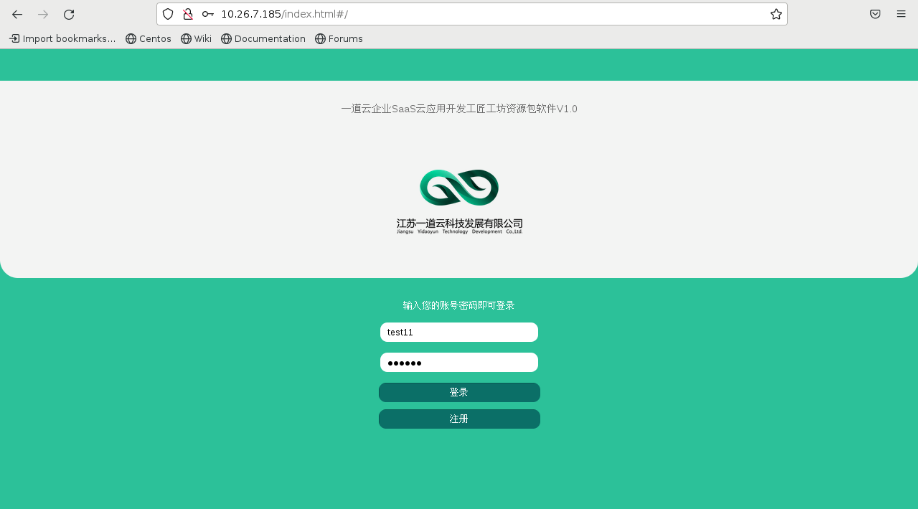 10.26.7.185/index.html#/
Import bookmarks... Centos Wiki Documentation Forums
一道云企业SaaS云应用开发工匠工坊资源包软件V1.0
江苏一道云科技发展有限公司
Jiangsu Yidaoyun Technology Development Co.,Ltd
输入您的账号密码即可登录
test11
●●●●●●
登录
注册